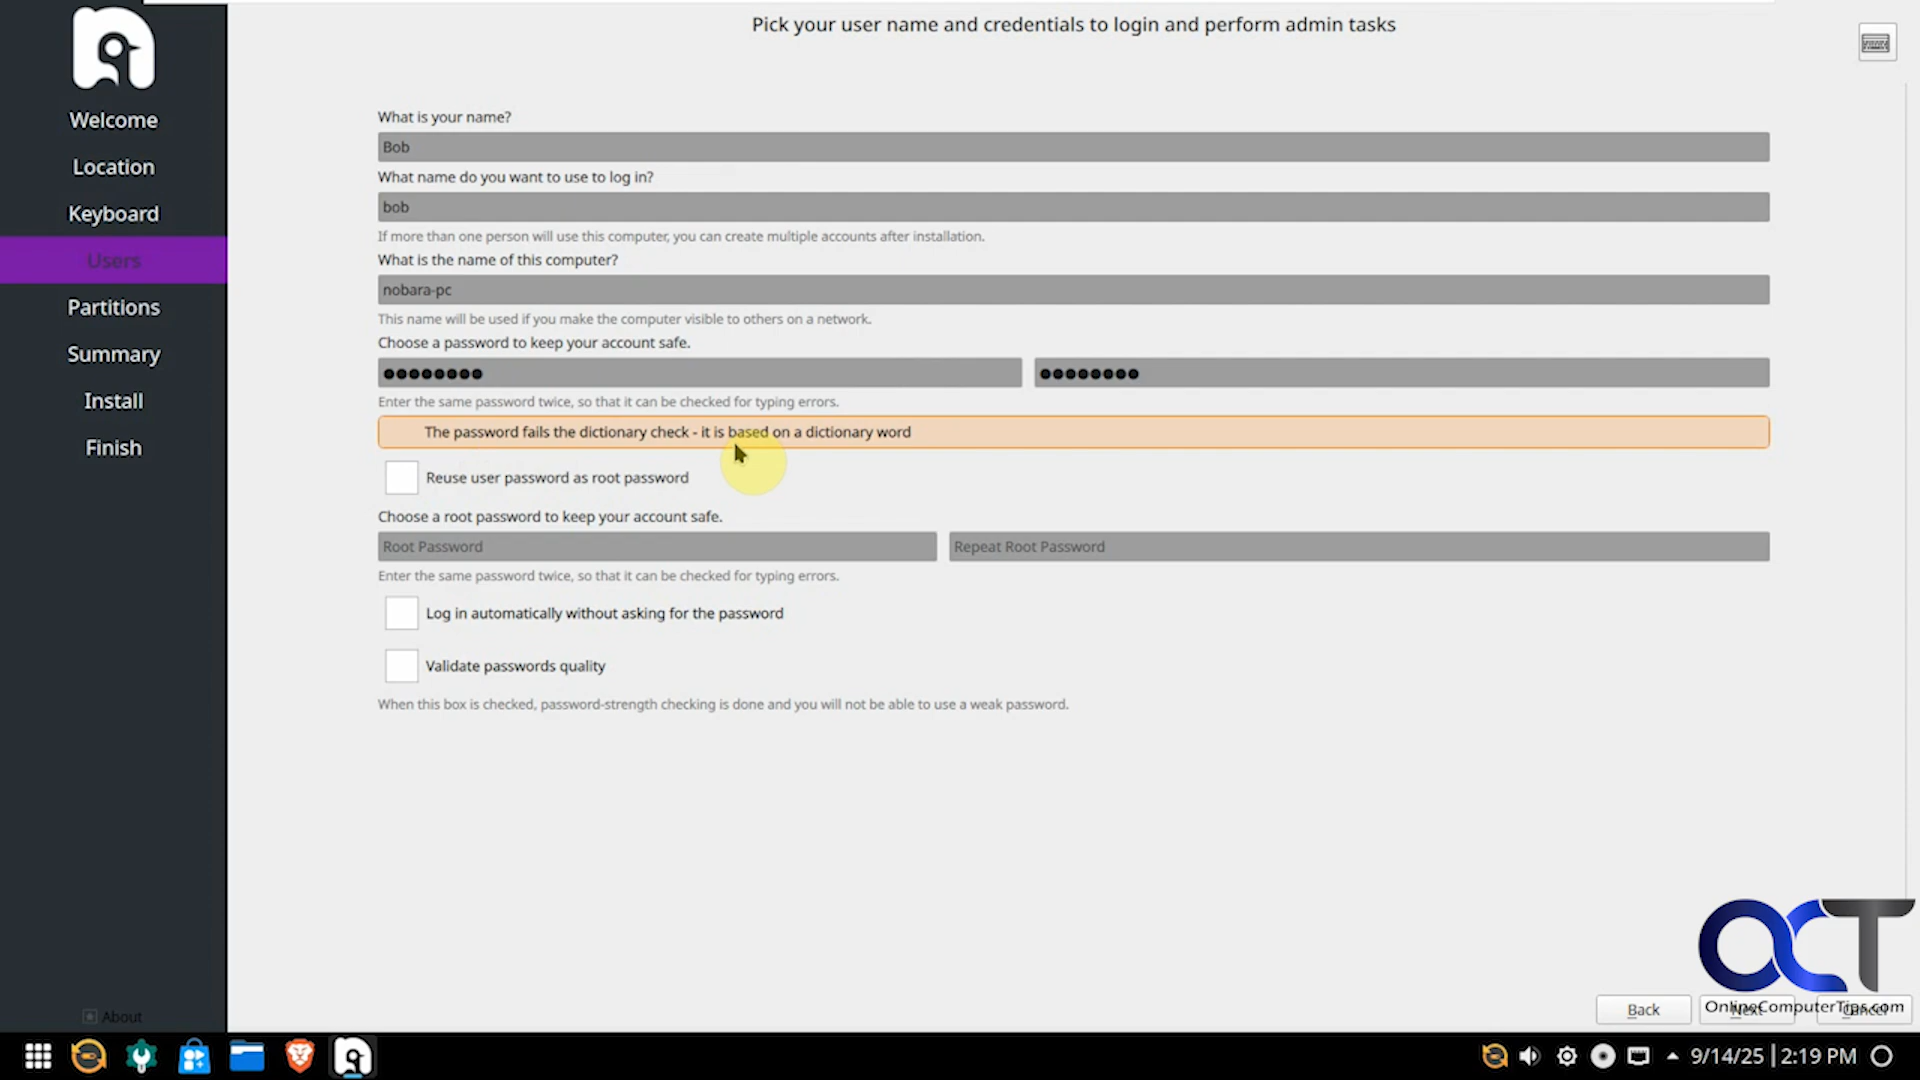 Pick your user name and credentials to login and perform admin tasks
Welcome
Location
Keyboard
Users
Partitions
Summary
Install
Finish
About
What is your name?
Bob
What name do you want to use to log in?
bob
If more than one person will use this computer, you can create multiple accounts after installation.
What is the name of this computer?
nobara-pc
This name will be used if you make the computer visible to others on a network.
Choose a password to keep your account safe.
●●●●●●●● ●●●●●●●●
Enter the same password twice, so that it can be checked for typing errors.
The password fails the dictionary check - it is based on a dictionary word
Reuse user password as root password
Choose a root password to keep your account safe.
Root Password Repeat Root Password
Enter the same password twice, so that it can be checked for typing errors.
Log in automatically without asking for the password
Validate passwords quality
When this box is checked, password-strength checking is done and you will not be able to use a weak password.
OCT
OnlineComputerTips.com
Back Next Cancel
9/14/25 2:19 PM